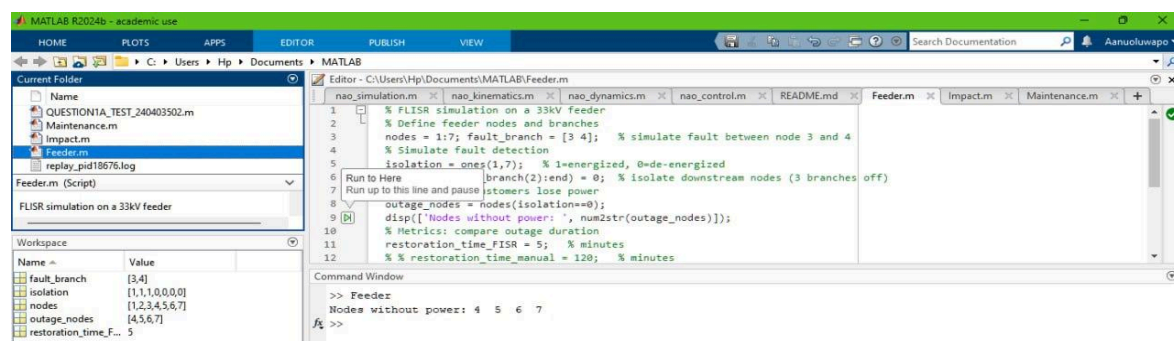 MATLAB R2024b - academic use
HOME PLOTS APPS EDITOR PUBLISH VIEW Search Documentation Aanuoluwapo
C: ▸ Users ▸ Hp ▸ Documents ▸ MATLAB
Current Folder
Name
QUESTION1A_TEST_240403502.m
Maintenance.m
Impact.m
Feeder.m
replay_pid18676.log
Feeder.m (Script)
FLISR simulation on a 33kV feeder
Workspace
Name Value
fault_branch [3,4]
isolation [1,1,1,0,0,0,0]
nodes [1,2,3,4,5,6,7]
outage_nodes [4,5,6,7]
restoration_time_F... 5
Editor - C:\Users\Hp\Documents\MATLAB\Feeder.m
nao_simulation.m nao_kinematics.m nao_dynamics.m nao_control.m README.md Feeder.m Impact.m Maintenance.m +
1 % FLISR simulation on a 33kV feeder
2 % Define feeder nodes and branches
3 nodes = 1:7; fault_branch = [3 4]; % simulate fault between node 3 and 4
4 % Simulate fault detection
5 isolation = ones(1,7); % 1=energized, 0=de-energized
6 branch(2):end) = 0; % isolate downstream nodes (3 branches off)
7 ustomers lose power
8 outage_nodes = nodes(isolation==0);
9 disp(['Nodes without power: ', num2str(outage_nodes)]);
10 % Metrics: compare outage duration
11 restoration_time_FISR = 5; % minutes
12 % % restoration_time_manual = 120; % minutes
Run to Here
Run up to this line and pause
Command Window
>> Feeder
Nodes without power: 4 5 6 7
fx >>